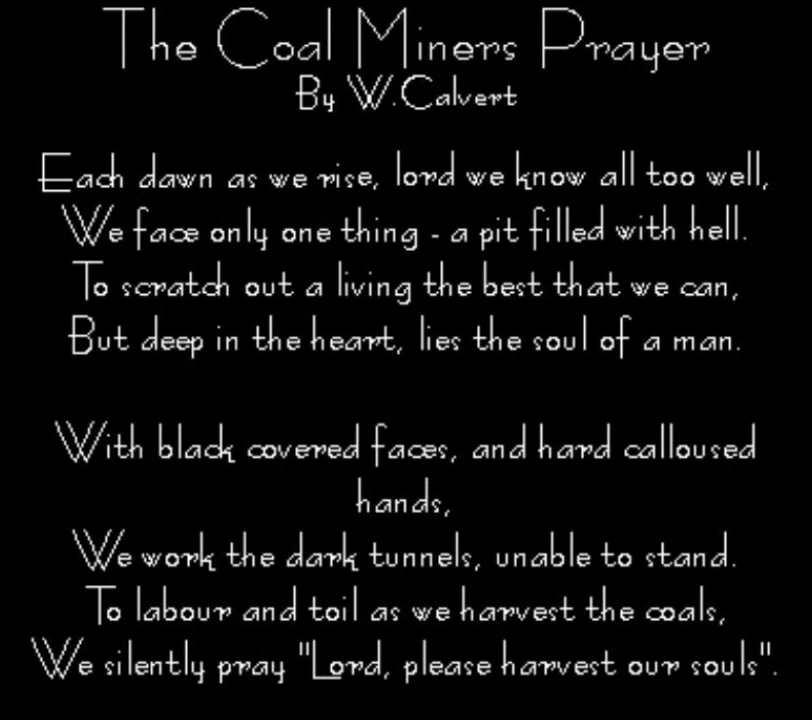 The Coal Miners Prayer
By W.Calvert
Each dawn as we rise, lord we know all too well,
We face only one thing - a pit filled with hell.
To scratch out a living the best that we can,
But deep in the heart, lies the soul of a man.
With black covered faces, and hard calloused
hands,
We work the dark tunnels, unable to stand.
To labour and toil as we harvest the coals,
We silently pray "Lord, please harvest our souls".